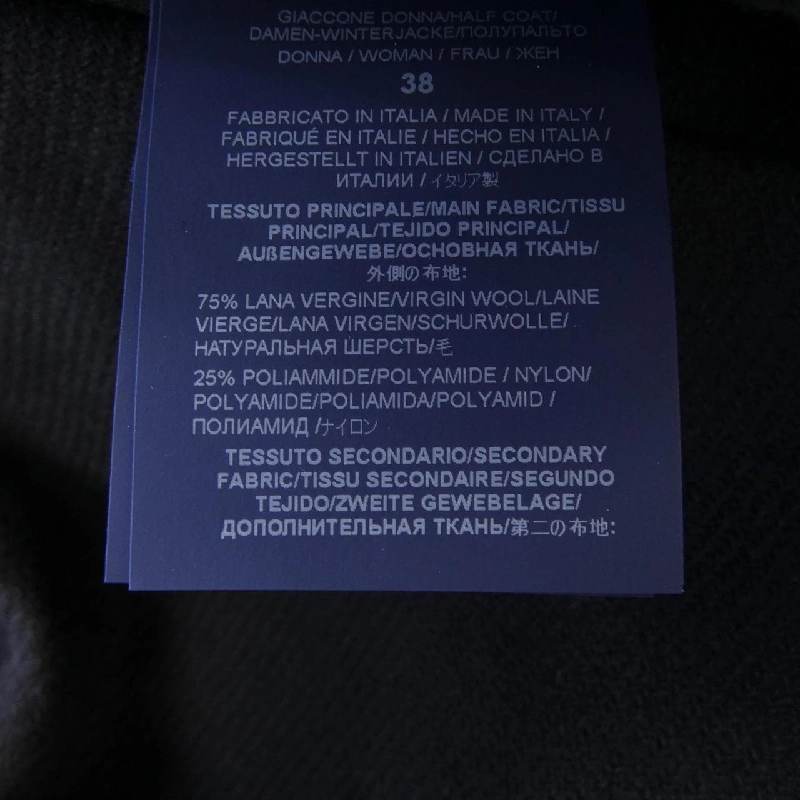 GIACCONE DONNA/HALF COAT/
DAMEN-WINTERJACKE/ПОЛУПАЛЬТО
DONNA / WOMAN / FRAU / ЖЕН
38
FABBRICATO IN ITALIA / MADE IN ITALY /
FABRIQUÉ EN ITALIE / HECHO EN ITALIA /
HERGESTELLT IN ITALIEN / СДЕЛАНО В
ИТАЛИИ / イタリア製
TESSUTO PRINCIPALE/MAIN FABRIC/TISSU
PRINCIPAL/TEJIDO PRINCIPAL/
AUßENGEWEBE/ОСНОВНАЯ ТКАНЬ/
外側の布地:
75% LANA VERGINE/VIRGIN WOOL/LAINE
VIERGE/LANA VIRGEN/SCHURWOLLE/
НАТУРАЛЬНАЯ ШЕРСТЬ/毛
25% POLIAMMIDE/POLYAMIDE / NYLON/
POLYAMIDE/POLIAMIDA/POLYAMID /
ПОЛИАМИД /ナイロン
TESSUTO SECONDARIO/SECONDARY
FABRIC/TISSU SECONDAIRE/SEGUNDO
TEJIDO/ZWEITE GEWEBELAGE/
ДОПОЛНИТЕЛЬНАЯ ТКАНЬ/第二の布地: